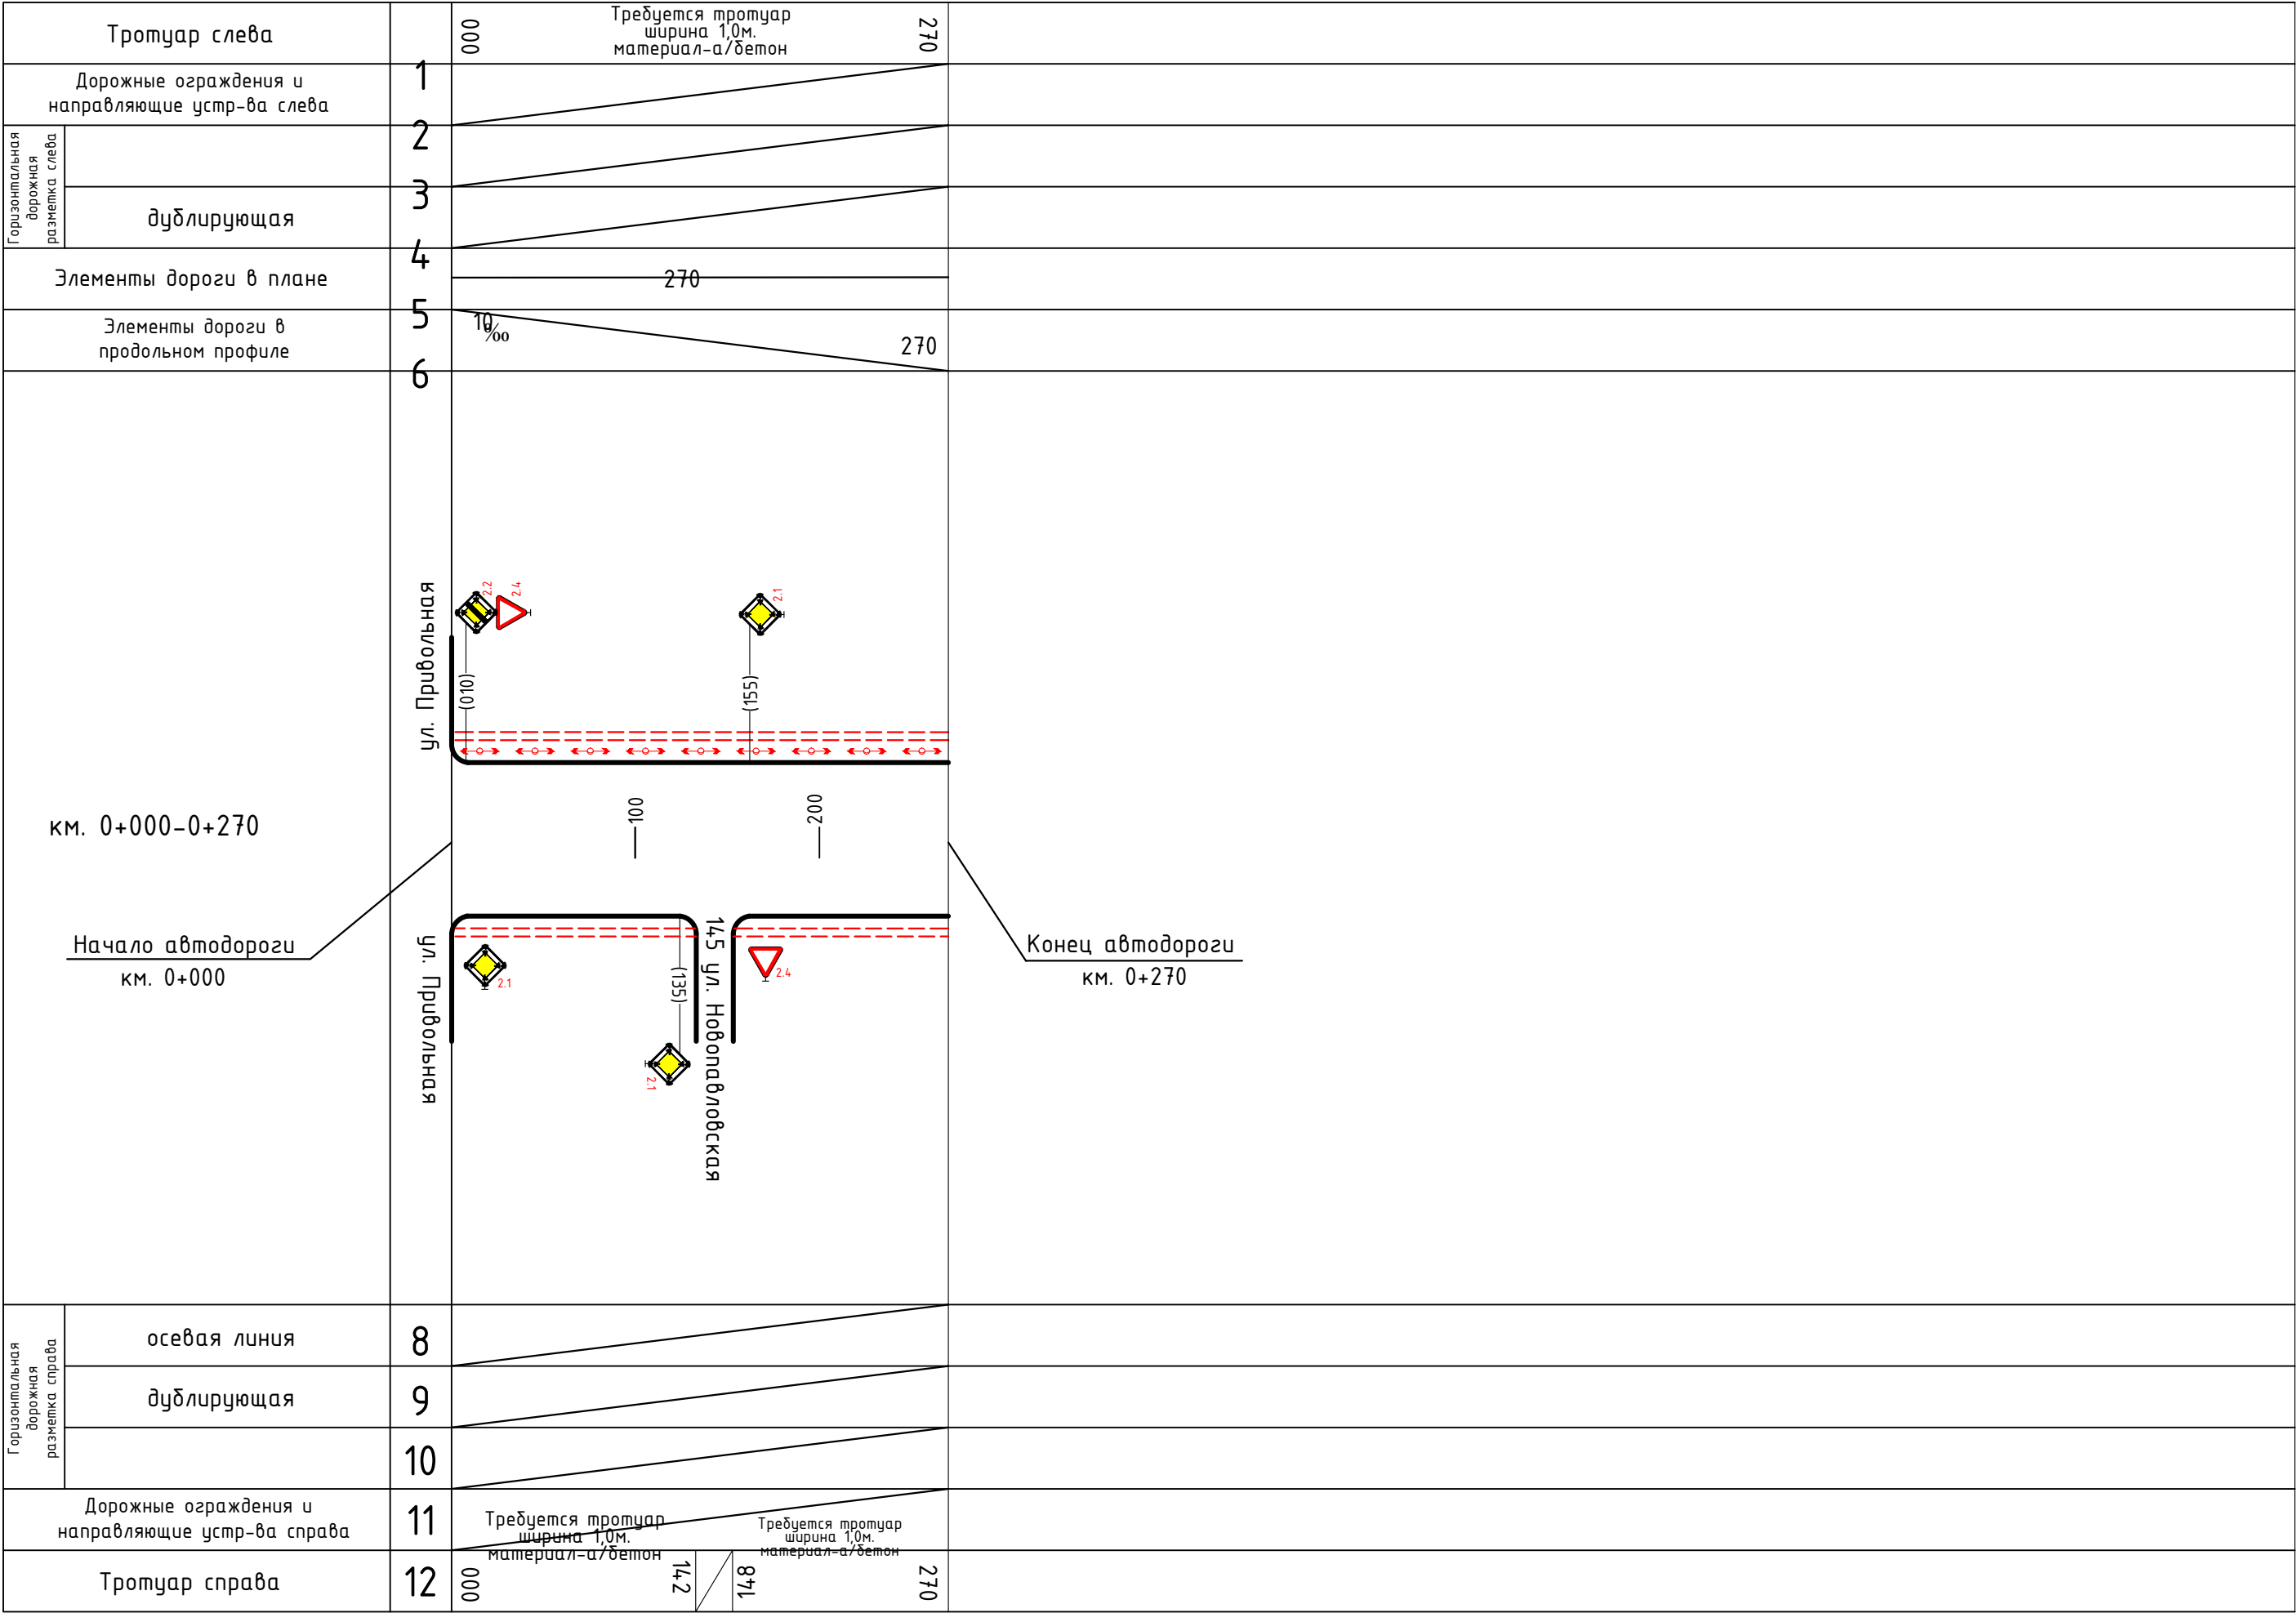 Тротуар слева
000
Требуется тротуар
ширина 1,0м.
материал-а/бетон
270
1
Дорожные ограждения и
направляющие устр-ва слева
2
Горизонтальная
дорожная
разметка слева
3
дублирующая
4
Элементы дороги в плане
270
5
Элементы дороги в
продольном профиле
10
‰
270
6
ул. Привольная
2.2
2.4
2.1
(010)
(155)
км. 0+000-0+270
100
200
Начало автодороги
км. 0+000
Конец автодороги
км. 0+270
ул. Привольная
2.1
(135)
145 ул. Новопавловская
2.4
2.1
Горизонтальная
дорожная
разметка справа
осевая линия
8
дублирующая
9
10
Дорожные ограждения и
направляющие устр-ва справа
11
Требуется тротуар
ширина 1,0м.
материал-а/бетон
Требуется тротуар
ширина 1,0м.
материал-а/бетон
Тротуар справа
12
000
142
148
270